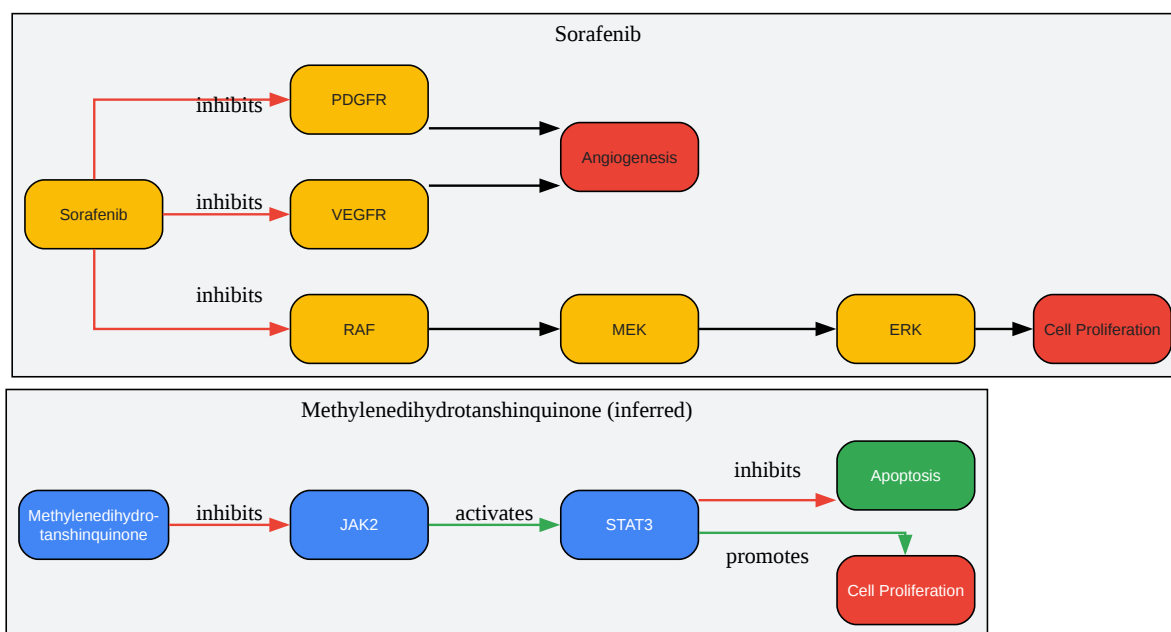 Sorafenib
inhibits
PDGFR
Angiogenesis
Sorafenib
inhibits
VEGFR
inhibits
RAF
MEK
ERK
Cell Proliferation
Methylenedihydrotanshinquinone (inferred)
Methylenedihydro-
tanshinquinone
inhibits
JAK2
activates
STAT3
inhibits
Apoptosis
promotes
Cell Proliferation